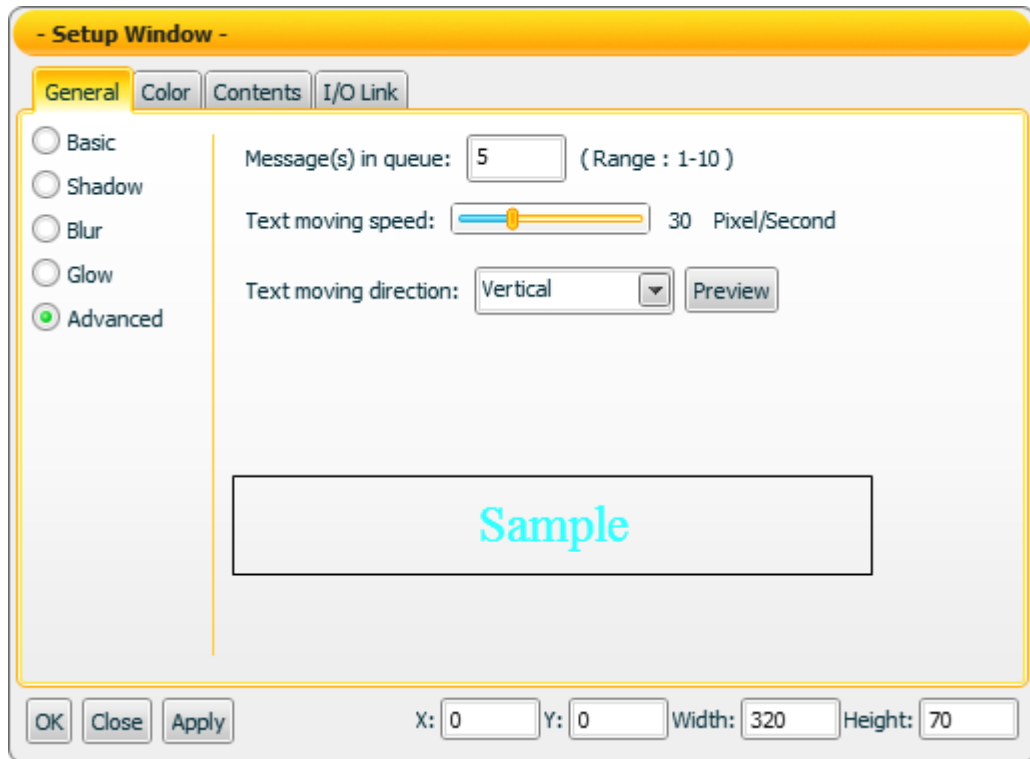 - Setup Window -
General Color Contents I/O Link
Basic
Shadow
Blur
Glow
Advanced
Message(s) in queue: 5 ( Range : 1-10 )
Text moving speed: 30 Pixel/Second
Text moving direction: Vertical Preview
Sample
OK Close Apply X: 0 Y: 0 Width: 320 Height: 70